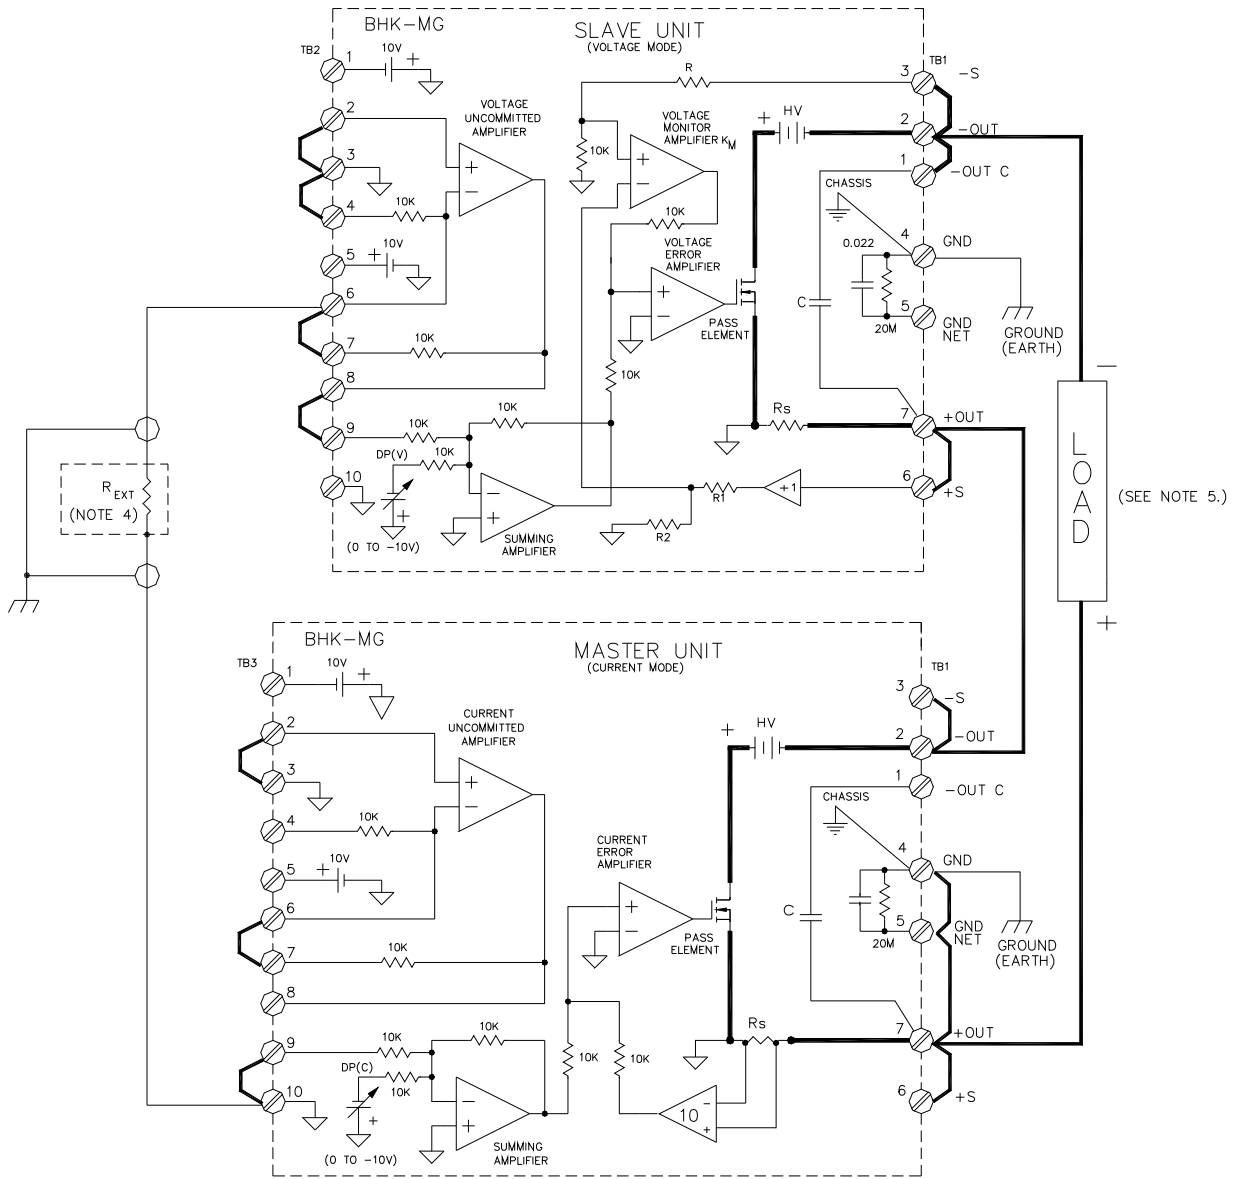 BHK-MG
SLAVE UNIT
(VOLTAGE MODE)
TB2
1
10V
+
2
3
4
10K
5
+
10V
6
7
10K
8
9
10K
10
VOLTAGE
UNCOMMITTED
AMPLIFIER
+
−
10K
DP(V)
10K
+
(0 TO -10V)
−
+
SUMMING
AMPLIFIER
R
10K
VOLTAGE
MONITOR
AMPLIFIER KM
+
−
10K
VOLTAGE
ERROR
AMPLIFIER
+
−
PASS
ELEMENT
10K
R1
R2
+1
+
HV
Rs
C
CHASSIS
0.022
20M
TB1
3
-S
2
-OUT
1
-OUT C
4
GND
5
GND
NET
GROUND
(EARTH)
7
+OUT
6
+S
−
LOAD
+
(SEE NOTE 5.)
REXT
(NOTE 4)
BHK-MG
MASTER UNIT
(CURRENT MODE)
TB3
1
10V
+
2
3
4
10K
5
+
10V
6
7
10K
8
9
10K
10
CURRENT
UNCOMMITTED
AMPLIFIER
+
−
10K
DP(C)
10K
+
(0 TO -10V)
−
+
SUMMING
AMPLIFIER
CURRENT
ERROR
AMPLIFIER
+
−
PASS
ELEMENT
10K
10K
10
-
+
+
HV
Rs
C
CHASSIS
20M
TB1
3
-S
2
-OUT
1
-OUT C
4
GND
5
GND
NET
GROUND
(EARTH)
7
+OUT
6
+S